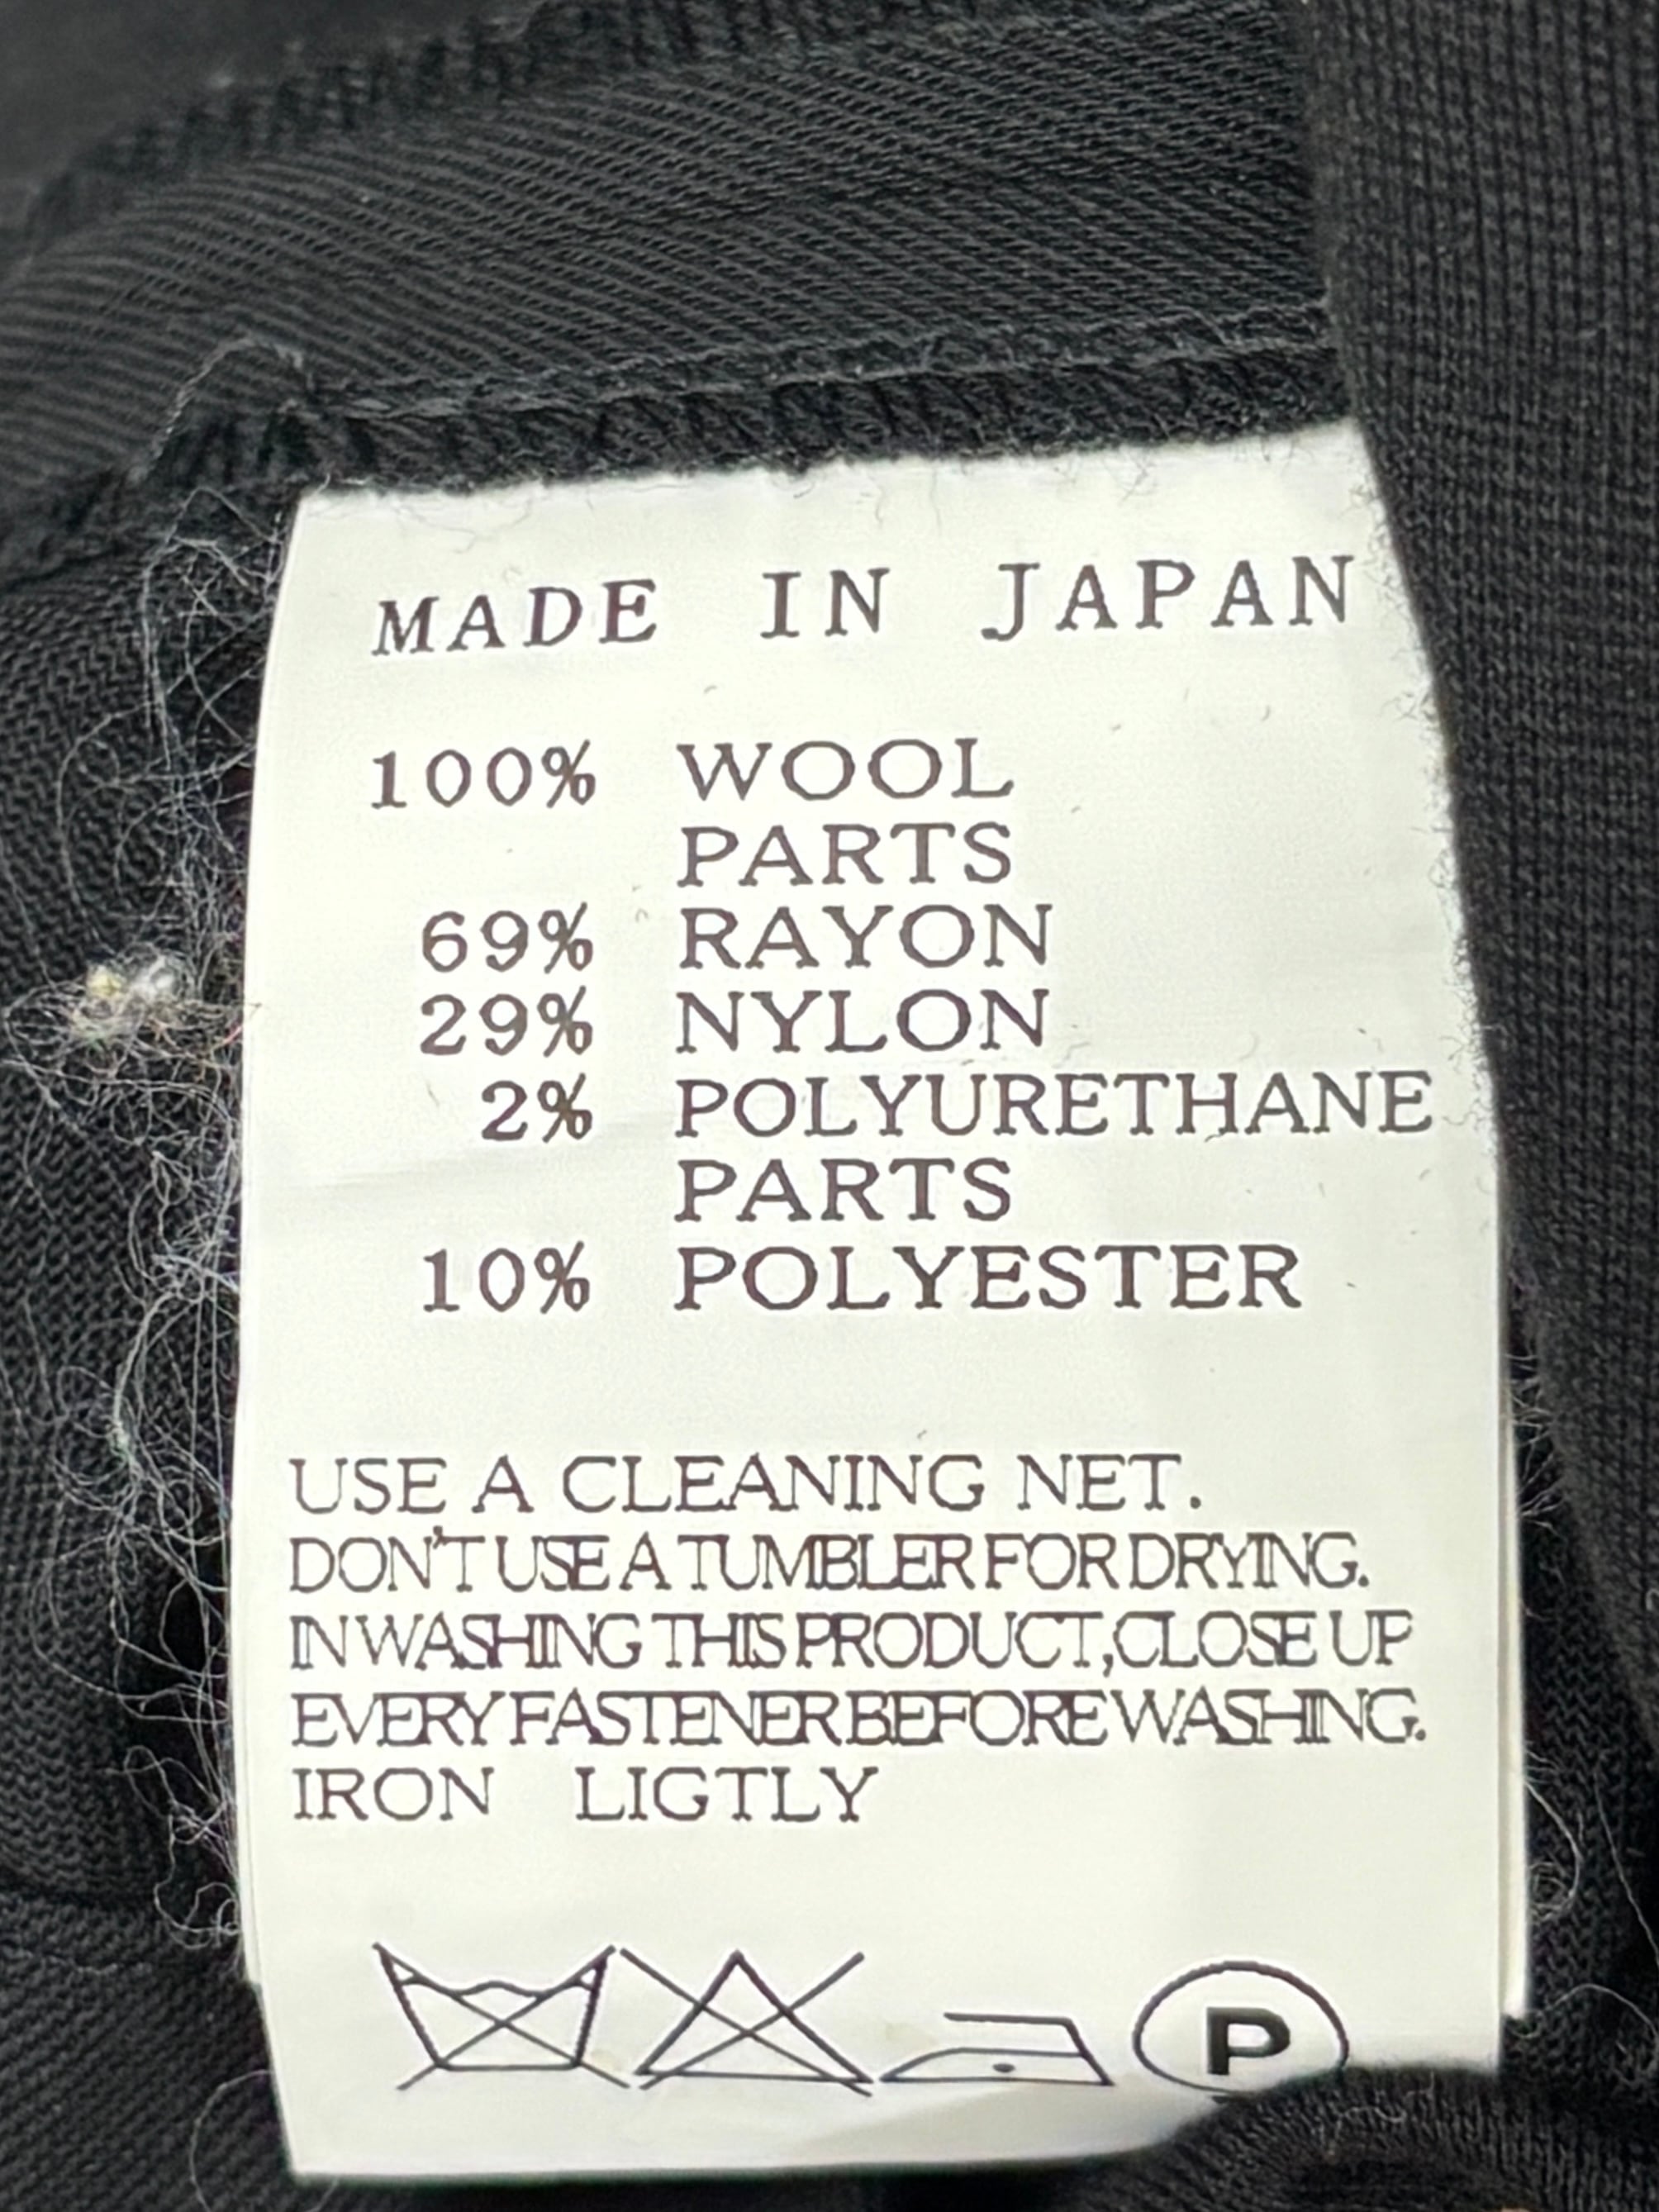 MADE IN JAPAN
100% WOOL
PARTS
69% RAYON
29% NYLON
2% POLYURETHANE
PARTS
10% POLYESTER
USE A CLEANING NET.
DON'T USE A TUMBLER FOR DRYING.
IN WASHING THIS PRODUCT,CLOSE UP
EVERY FASTENER BEFORE WASHING.
IRON LIGTLY
P